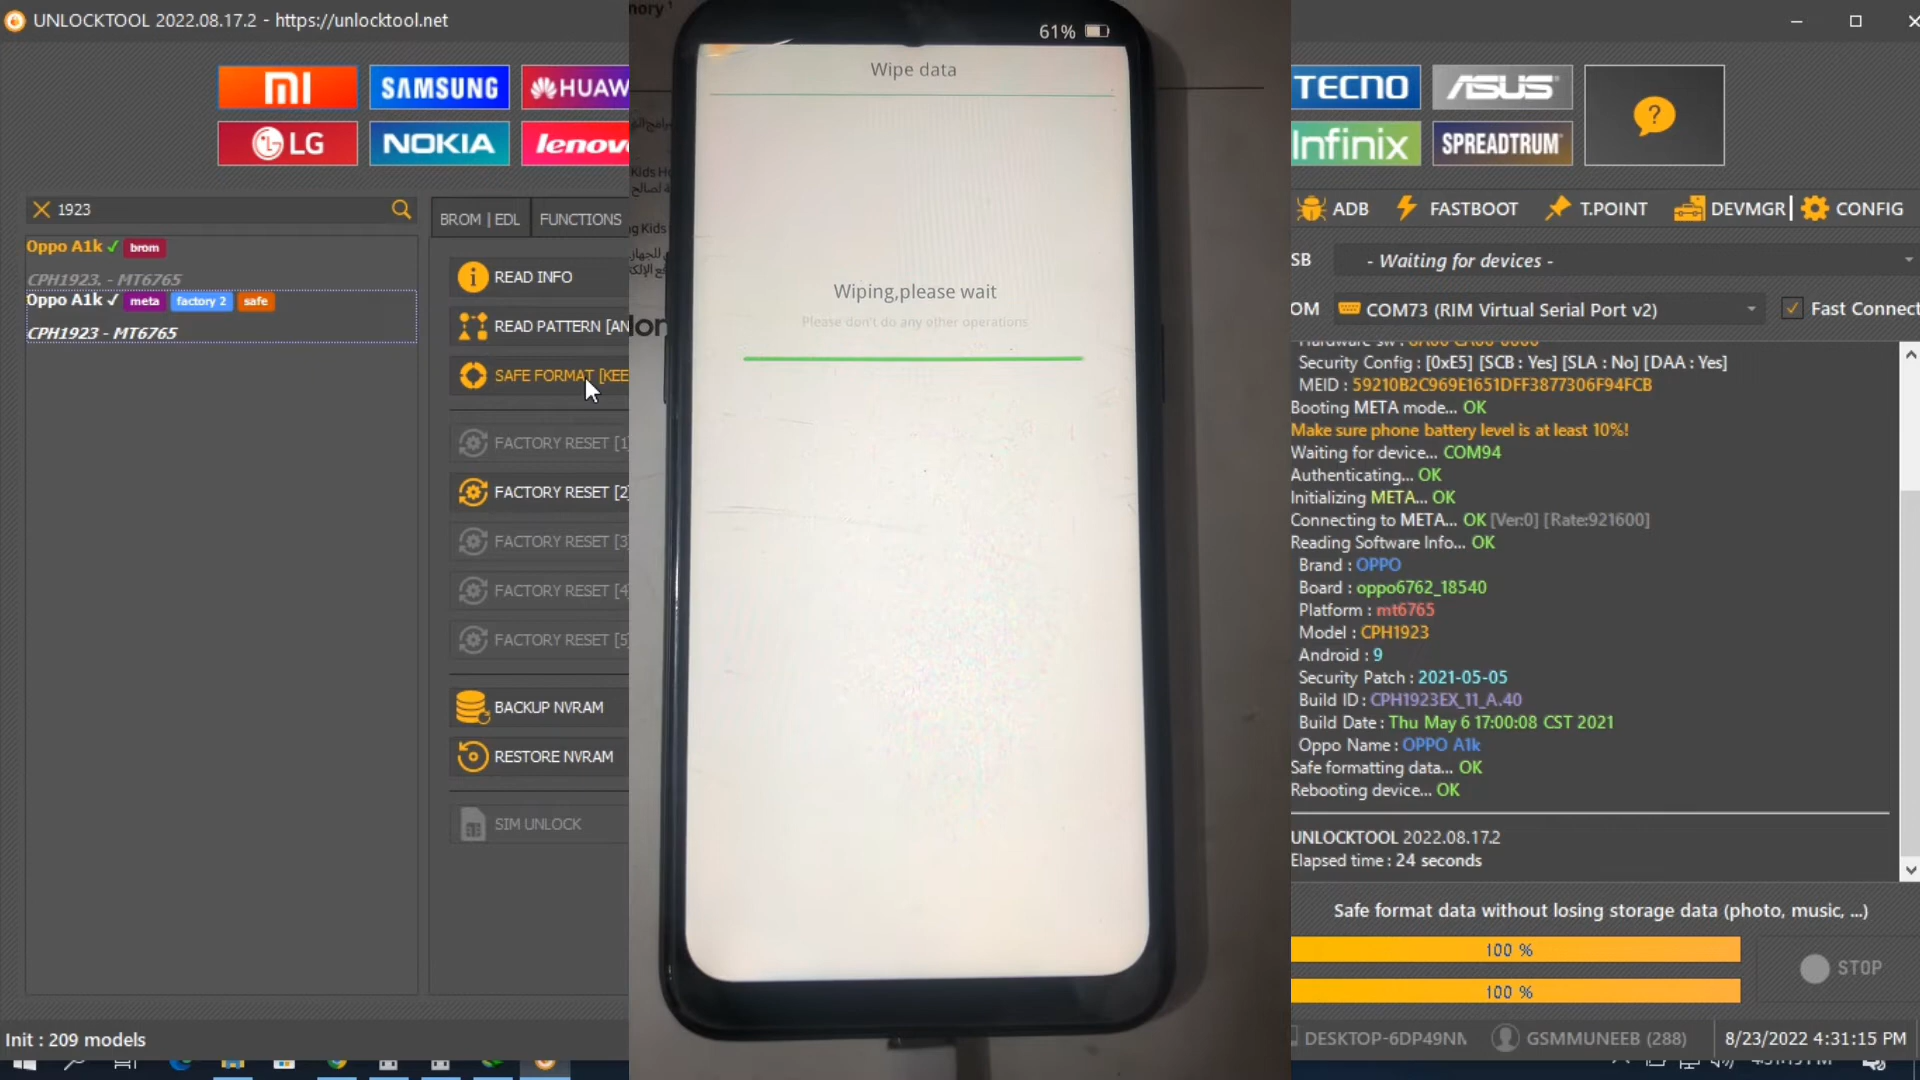 UNLOCKTOOL 2022.08.17.2 - https://unlocktool.net
SAMSUNG
HUAW
LG
NOKIA
lenov
TECNO
ASUS
infinix
SPREADTRUM
?
1923
Oppo A1k ✓ brom
CPH1923. - MT6765
Oppo A1k ✓ meta factory 2 safe
CPH1923 - MT6765
Init : 209 models
BROM | EDL
FUNCTIONS
READ INFO
READ PATTERN [AN
SAFE FORMAT [KEE
FACTORY RESET [1]
FACTORY RESET [2]
FACTORY RESET [3]
FACTORY RESET [4]
FACTORY RESET [5]
BACKUP NVRAM
RESTORE NVRAM
SIM UNLOCK
61%
Wipe data
Wiping,please wait
Please don't do any other operations
ADB
FASTBOOT
T.POINT
DEVMGR
CONFIG
SB
- Waiting for devices -
OM
COM73 (RIM Virtual Serial Port v2)
Fast Connect
Security Config : [0xE5] [SCB : Yes] [SLA : No] [DAA : Yes]
MEID : 59210B2C969E1651DFF3877306F94FCB
Booting META mode... OK
Make sure phone battery level is at least 10%!
Waiting for device... COM94
Authenticating... OK
Initializing META... OK
Connecting to META... OK [Ver:0] [Rate:921600]
Reading Software Info... OK
Brand : OPPO
Board : oppo6762_18540
Platform : mt6765
Model : CPH1923
Android : 9
Security Patch : 2021-05-05
Build ID : CPH1923EX_11_A.40
Build Date : Thu May 6 17:00:08 CST 2021
Oppo Name : OPPO A1k
Safe formatting data... OK
Rebooting device... OK
UNLOCKTOOL 2022.08.17.2
Elapsed time : 24 seconds
Safe format data without losing storage data (photo, music, ...)
100 %
100 %
STOP
DESKTOP-6DP49NM
GSMMUNEEB (288)
8/23/2022 4:31:15 PM